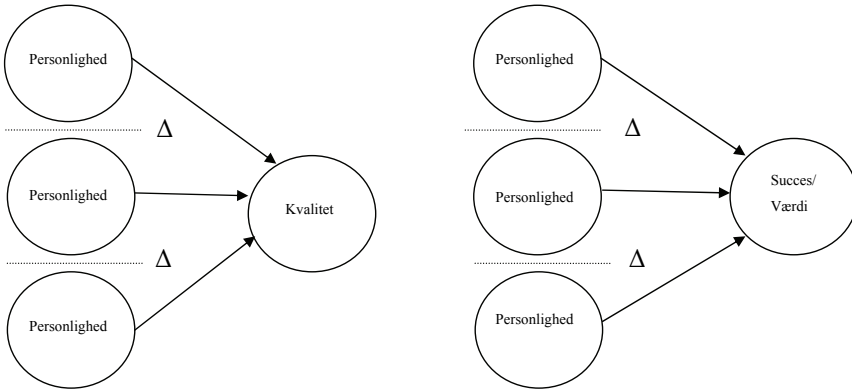 Personlighed
Δ
Personlighed
Kvalitet
Δ
Personlighed
Personlighed
Δ
Personlighed
Succes/
Værdi
Δ
Personlighed